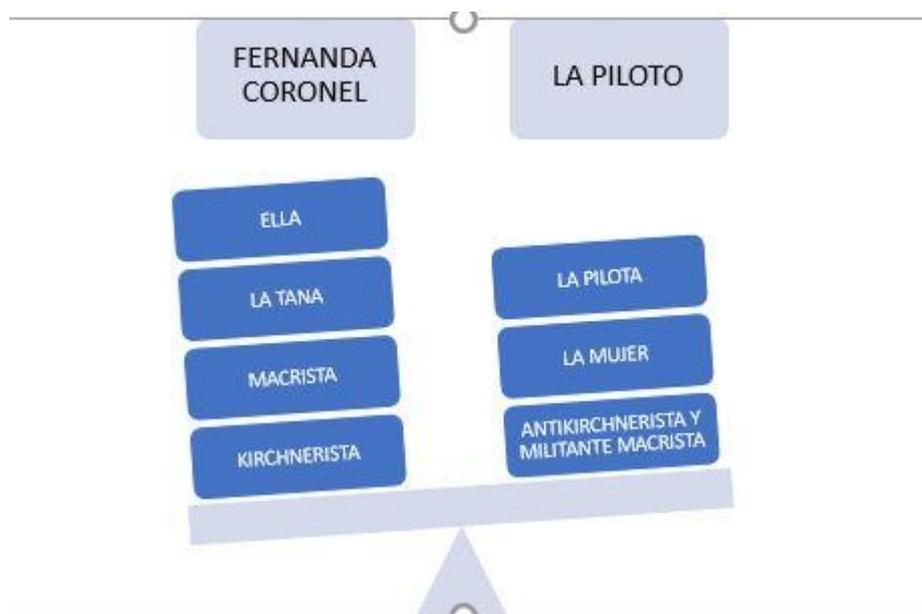 FERNANDA
CORONEL
LA PILOTO
ELLA
LA TANA
MACRISTA
KIRCHNERISTA
LA PILOTA
LA MUJER
ANTIKIRCHNERISTA Y
MILITANTE MACRISTA